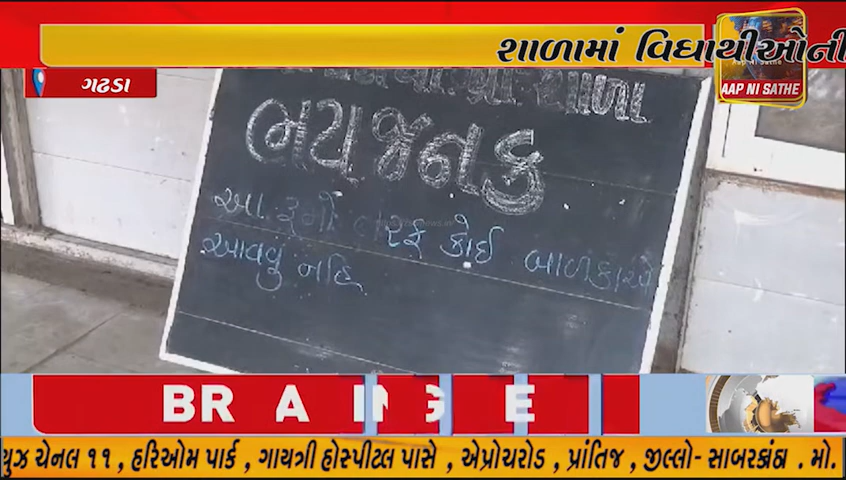 શાળામાં વિદ્યાર્થીઓની
AAP NI SATHE
ગઢડા
શાળા
ભયજનક
આ રૂમો તરફ કોઈ બાળકોએ
આવવું નહિ
BRANGE
યુઝ ચેનલ ૧૧ , હરિઓમ પાર્ક , ગાયત્રી હોસ્પીટલ પાસે , એપ્રોચરોડ , પ્રાંતિજ , જીલ્લો- સાબરકાંઠા . મો.